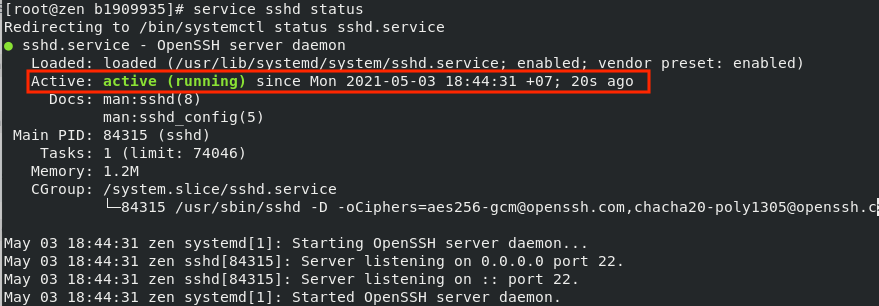 [root@zen b1909935]# service sshd status
Redirecting to /bin/systemctl status sshd.service
● sshd.service - OpenSSH server daemon
   Loaded: loaded (/usr/lib/systemd/system/sshd.service; enabled; vendor preset: enabled)
   Active: active (running) since Mon 2021-05-03 18:44:31 +07; 20s ago
     Docs: man:sshd(8)
           man:sshd_config(5)
 Main PID: 84315 (sshd)
    Tasks: 1 (limit: 74046)
   Memory: 1.2M
   CGroup: /system.slice/sshd.service
           └─84315 /usr/sbin/sshd -D -oCiphers=aes256-gcm@openssh.com,chacha20-poly1305@openssh.c

May 03 18:44:31 zen systemd[1]: Starting OpenSSH server daemon...
May 03 18:44:31 zen sshd[84315]: Server listening on 0.0.0.0 port 22.
May 03 18:44:31 zen sshd[84315]: Server listening on :: port 22.
May 03 18:44:31 zen systemd[1]: Started OpenSSH server daemon.